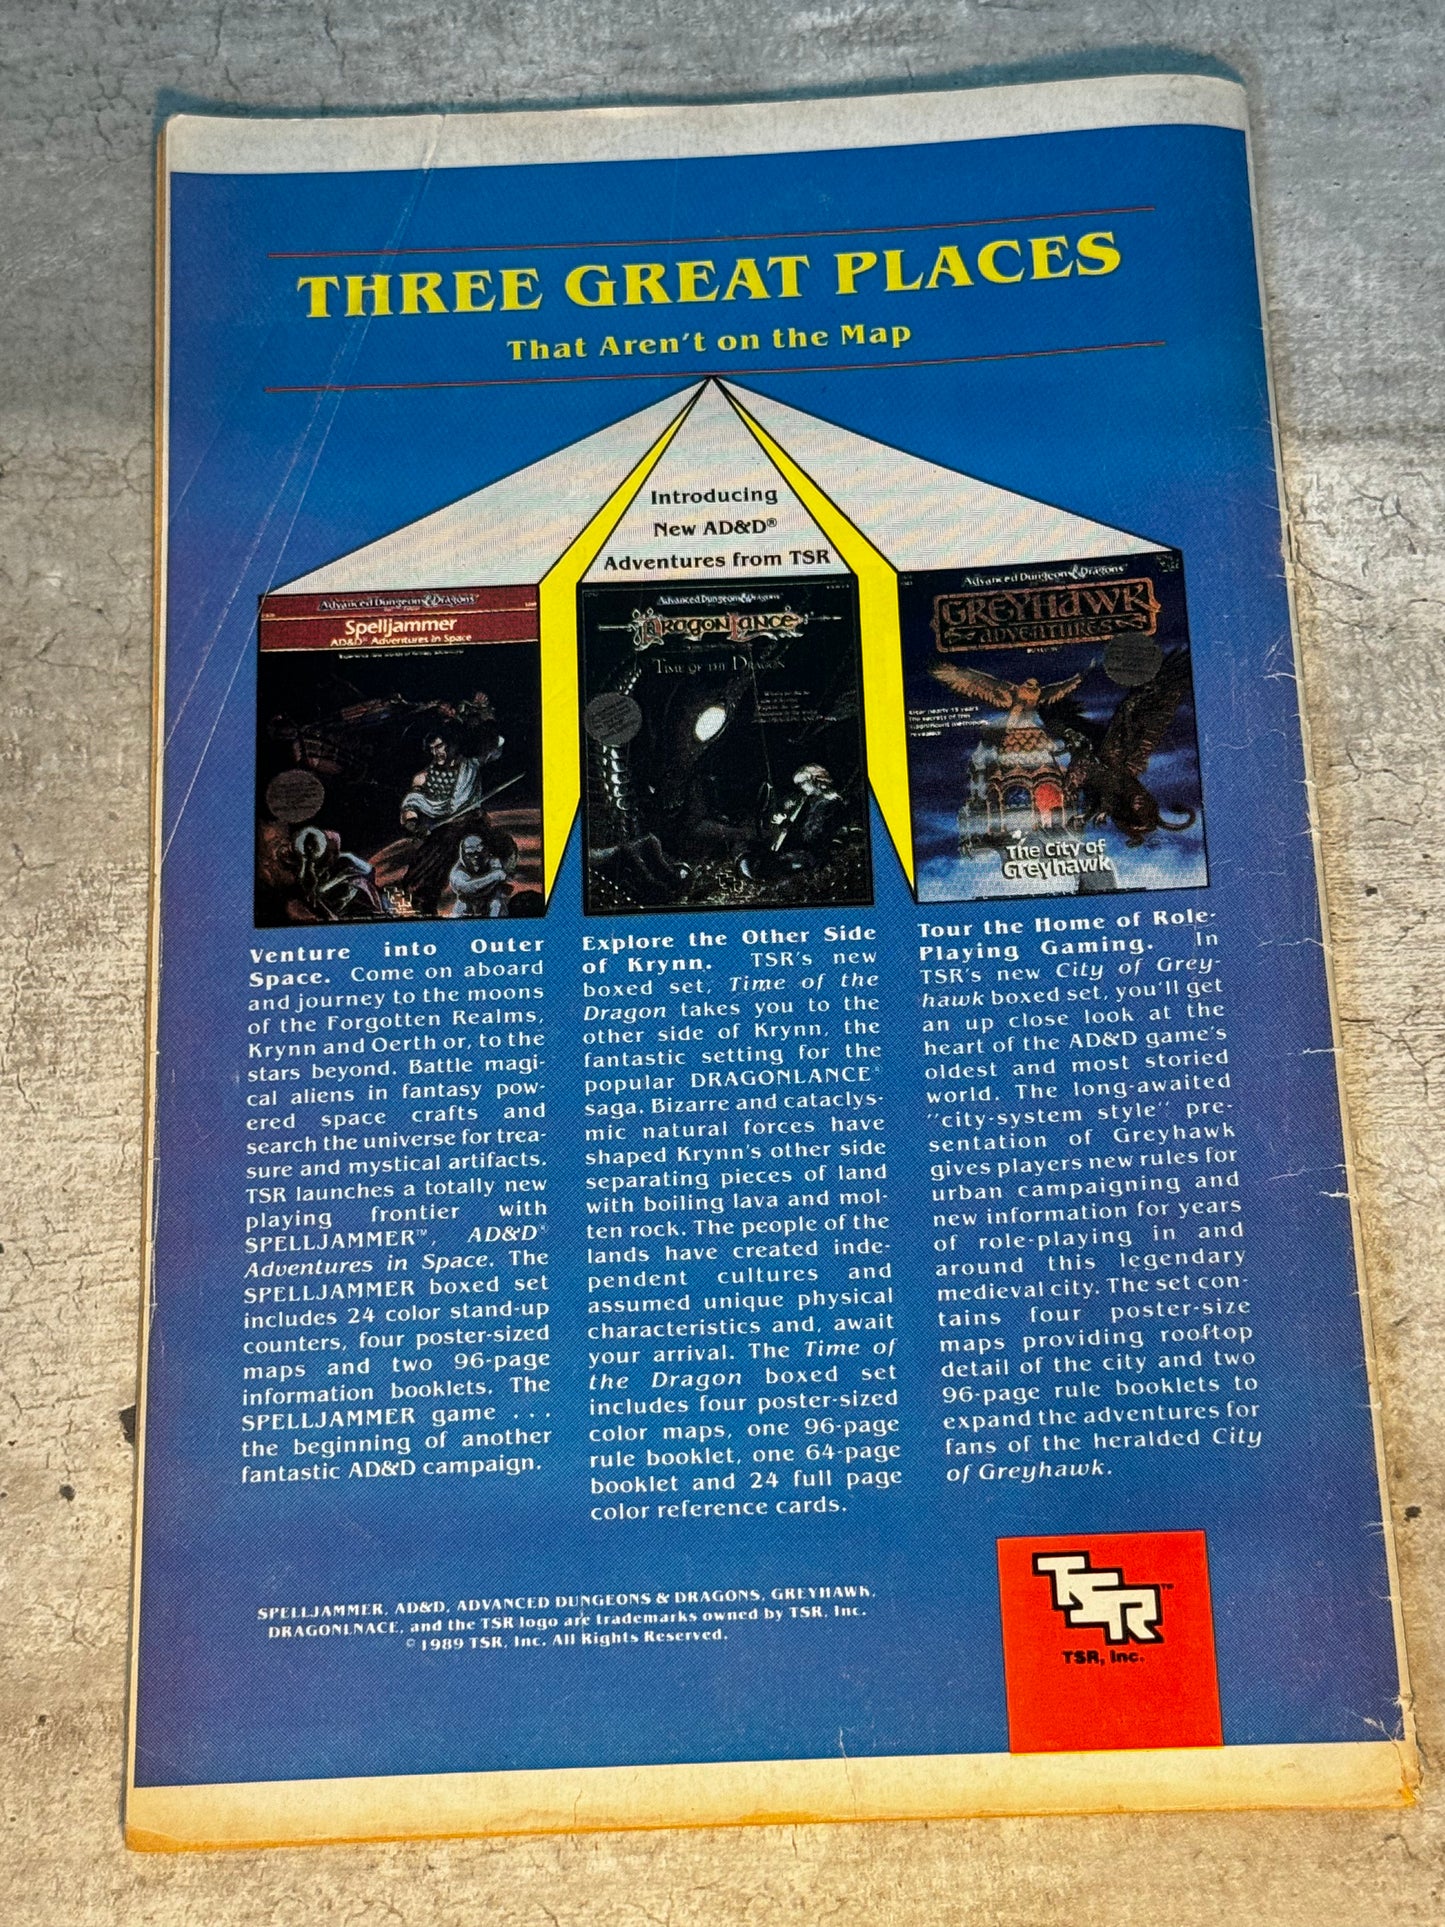 THREE GREAT PLACES
That Aren't on the Map
Introducing
New AD&D®
Adventures from TSR
Advanced Dungeons & Dragons
Spelljammer
AD&D® Adventures in Space
Advanced Dungeons & Dragons
DRAGONLANCE
TIME OF THE DRAGON
Advanced Dungeons & Dragons
GREYHAWK
ADVENTURES
After nearly 15 years
the secrets of this
magnificent metropolis
revealed!
The City of
Greyhawk
Venture into Outer
Space. Come on aboard
and journey to the moons
of the Forgotten Realms,
Krynn and Oerth or, to the
stars beyond. Battle magi-
cal aliens in fantasy pow-
ered space crafts and
search the universe for trea-
sure and mystical artifacts.
TSR launches a totally new
playing frontier with
SPELLJAMMER™, AD&D®
Adventures in Space. The
SPELLJAMMER boxed set
includes 24 color stand-up
counters, four poster-sized
maps and two 96-page
information booklets. The
SPELLJAMMER game . . .
the beginning of another
fantastic AD&D campaign.
Explore the Other Side
of Krynn. TSR's new
boxed set, Time of the
Dragon takes you to the
other side of Krynn, the
fantastic setting for the
popular DRAGONLANCE®
saga. Bizarre and cataclys-
mic natural forces have
shaped Krynn's other side
separating pieces of land
with boiling lava and mol-
ten rock. The people of the
lands have created inde-
pendent cultures and
assumed unique physical
characteristics and, await
your arrival. The Time of
the Dragon boxed set
includes four poster-sized
color maps, one 96-page
rule booklet, one 64-page
booklet and 24 full page
color reference cards.
Tour the Home of Role-
Playing Gaming. In
TSR's new City of Grey-
hawk boxed set, you'll get
an up close look at the
heart of the AD&D game's
oldest and most storied
world. The long-awaited
"city-system style" pre-
sentation of Greyhawk
gives players new rules for
urban campaigning and
new information for years
of role-playing in and
around this legendary
medieval city. The set con-
tains four poster-size
maps providing rooftop
detail of the city and two
96-page rule booklets to
expand the adventures for
fans of the heralded City
of Greyhawk.
SPELLJAMMER, AD&D, ADVANCED DUNGEONS & DRAGONS, GREYHAWK,
DRAGONLNACE, and the TSR logo are trademarks owned by TSR, Inc.
©1989 TSR, Inc. All Rights Reserved.
TSR™
TSR, Inc.